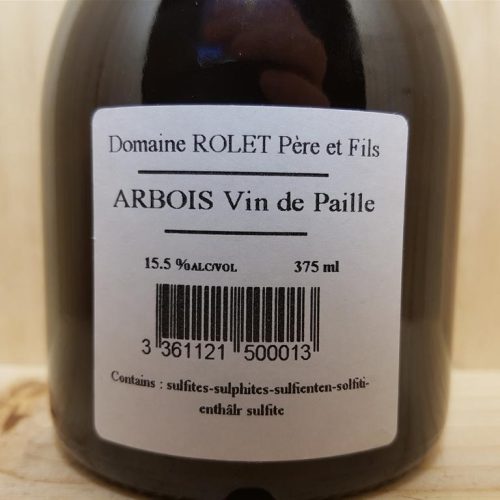 Domaine ROLET Père et Fils
ARBOIS Vin de Paille
15.5 %ALC/VOL 375 ml
3 361121 500013
Contains : sulfites-sulphites-sulfienten-solfiti-
enthâlr sulfite